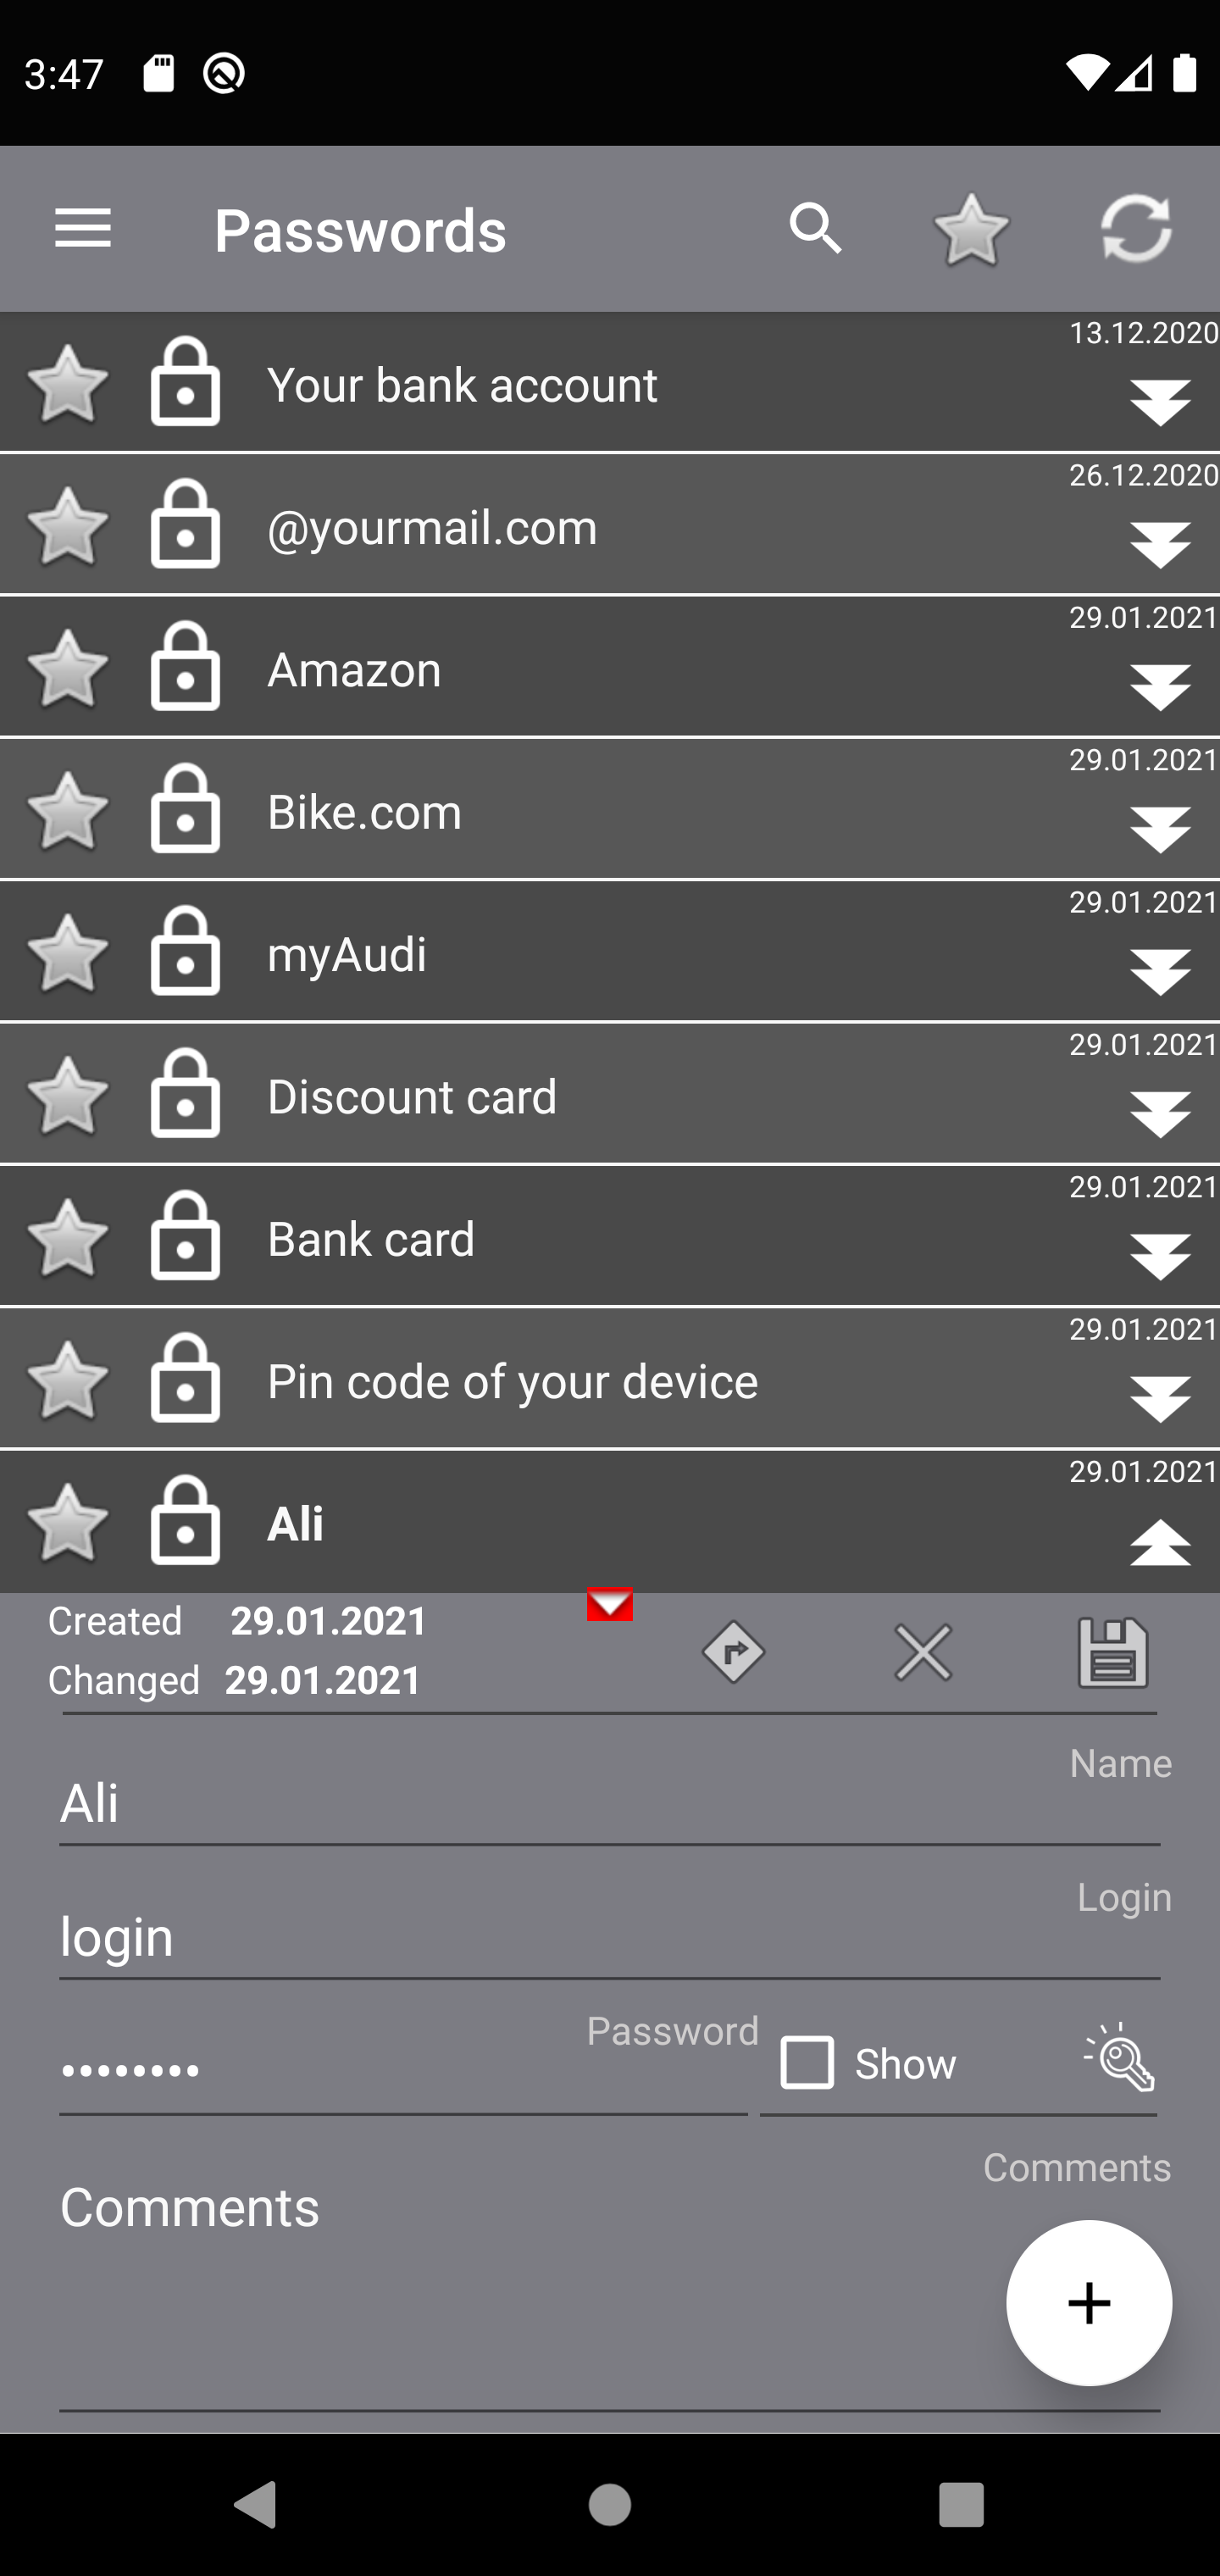 3:47
Passwords
13.12.2020
Your bank account
26.12.2020
@yourmail.com
29.01.2021
Amazon
29.01.2021
Bike.com
29.01.2021
myAudi
29.01.2021
Discount card
29.01.2021
Bank card
29.01.2021
Pin code of your device
29.01.2021
Ali
Created 29.01.2021
Changed 29.01.2021
Name
Ali
Login
login
Password
••••••••
Show
Comments
Comments